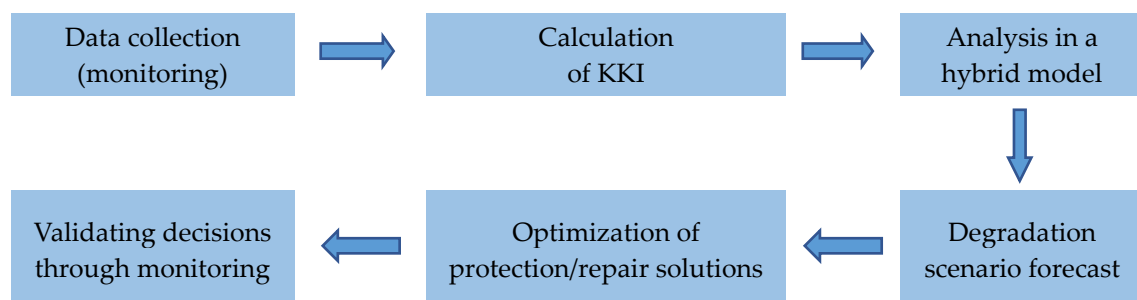 Data collection
(monitoring)
Calculation
of KKI
Analysis in a
hybrid model
Degradation
scenario forecast
Optimization of
protection/repair solutions
Validating decisions
through monitoring